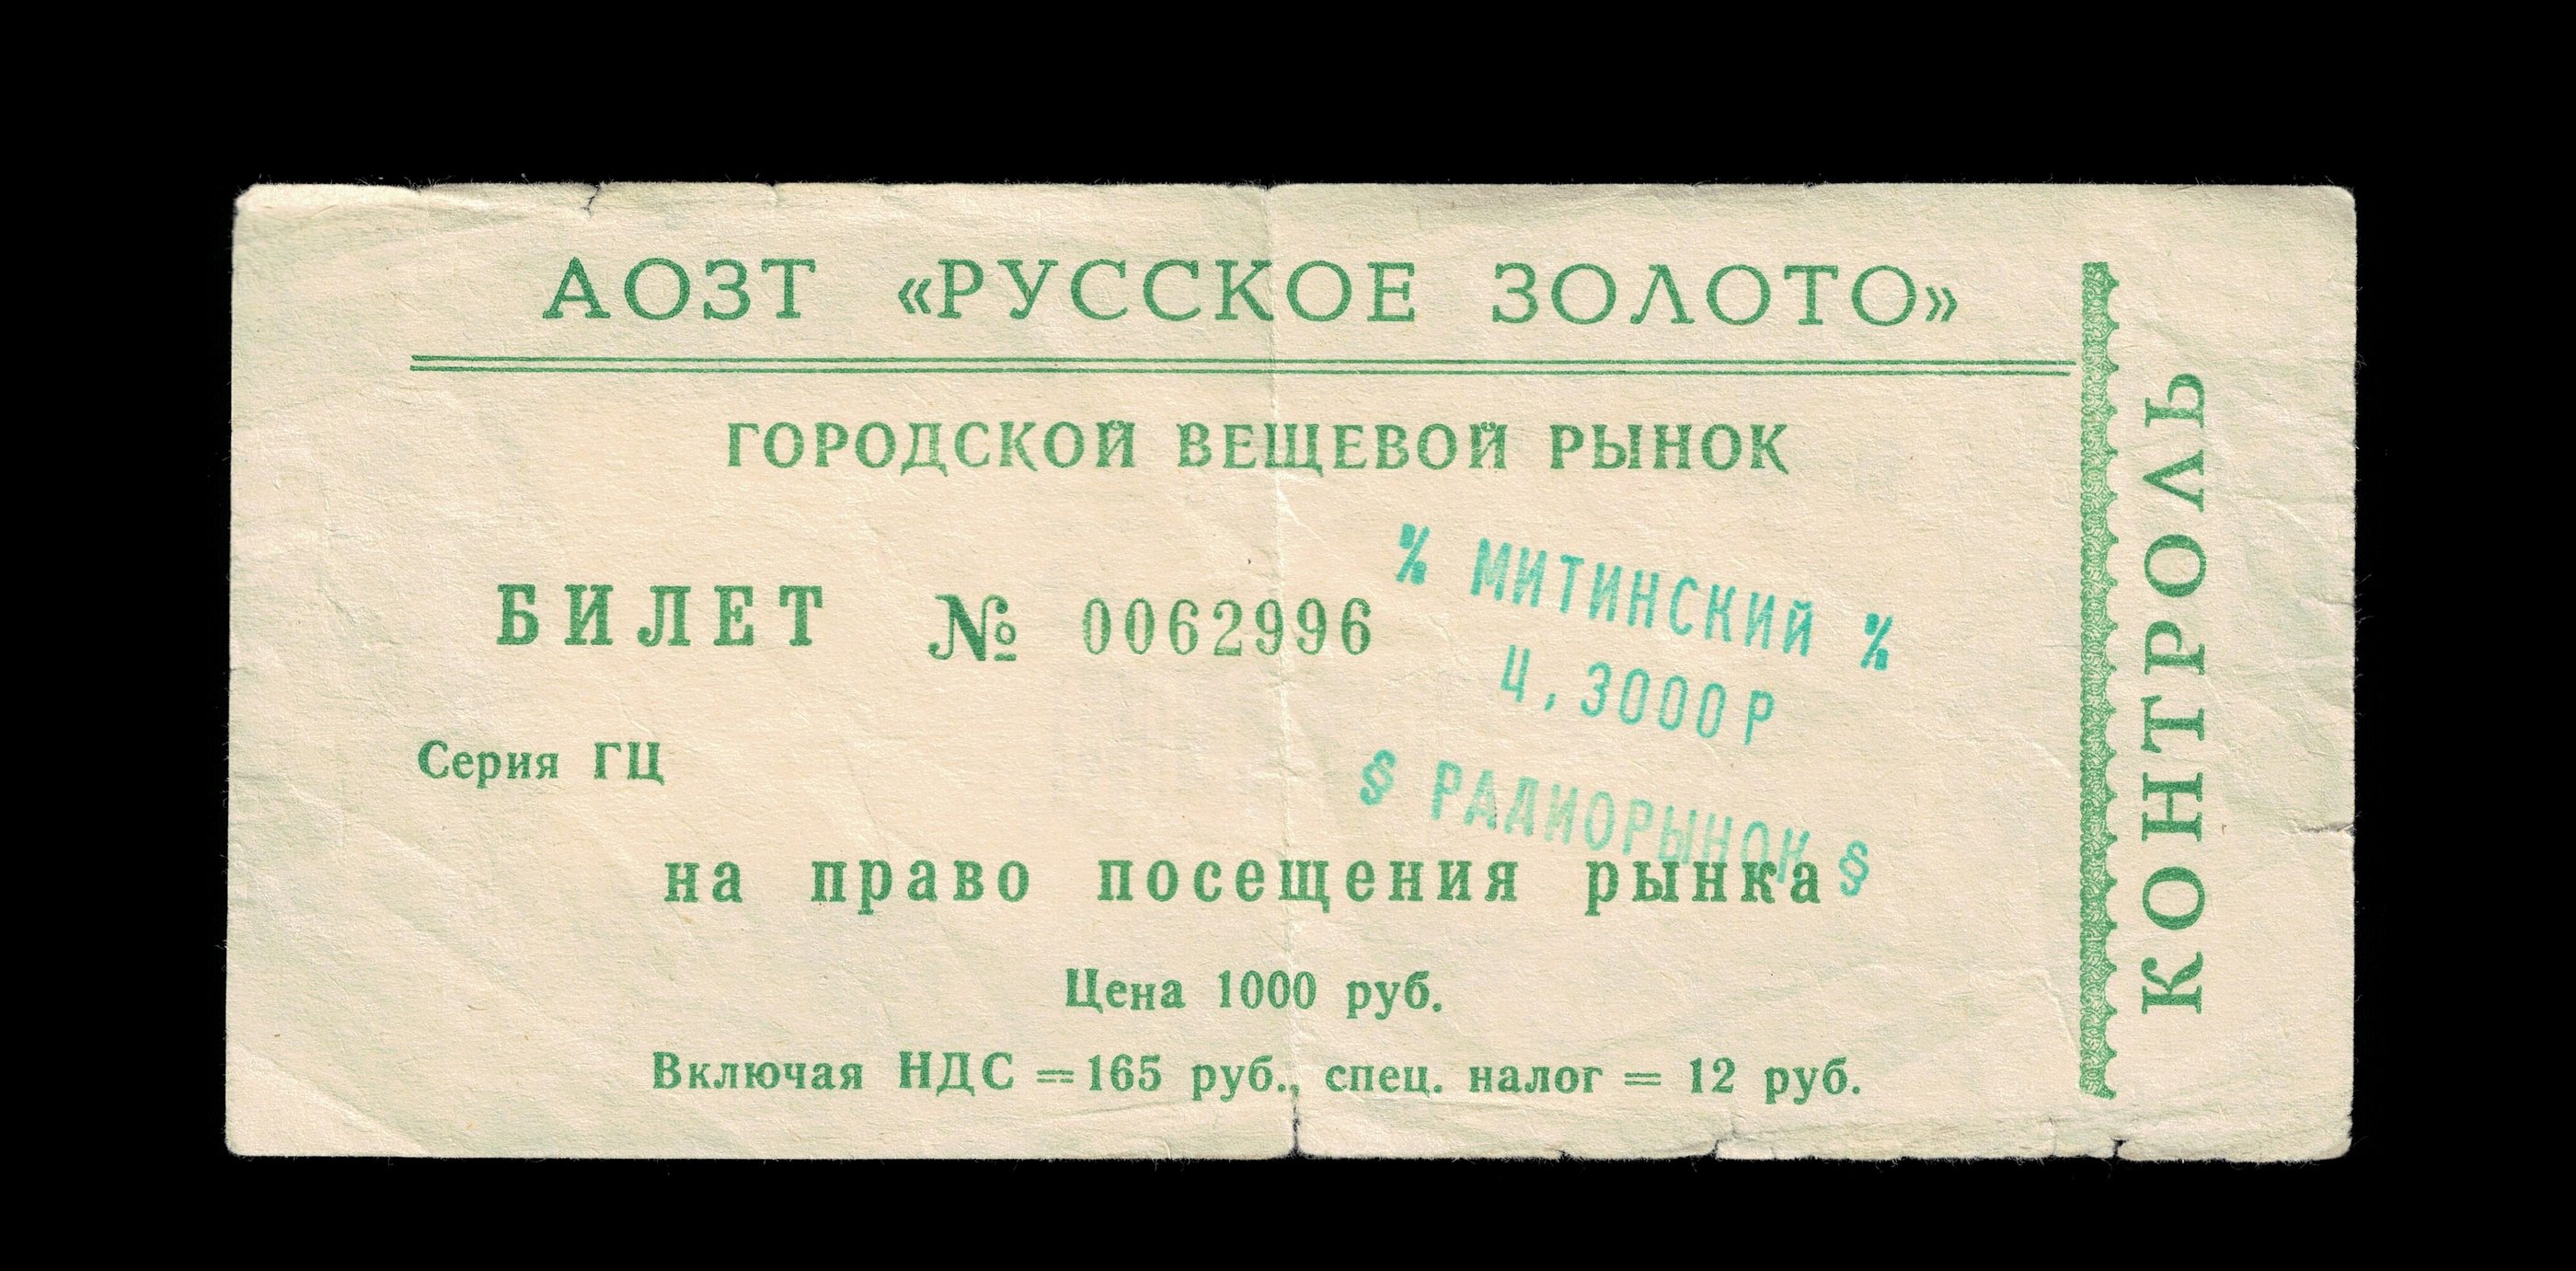 АОЗТ «РУССКОЕ ЗОЛОТО»
ГОРОДСКОЙ ВЕЩЕВОЙ РЫНОК
БИЛЕТ № 0062996
% МИТИНСКИЙ %
Ц,3000Р
§ РАДИОРЫНОК §
Серия ГЦ
на право посещения рынка
Цена 1000 руб.
Включая НДС =165 руб., спец. налог = 12 руб.
КОНТРОЛЬ